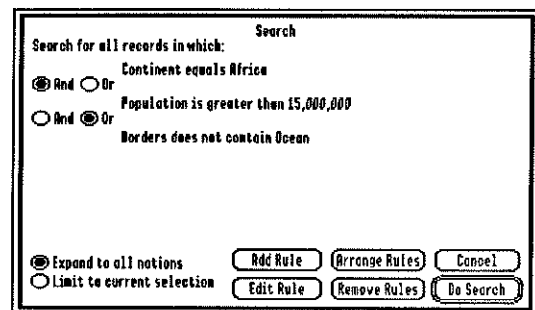 Search
Search for all records in which:
Continent equals Africa
And Or
Population is greater than 15,000,000
And Or
Borders does not contain Ocean
Expand to all nations
Limit to current selection
Add Rule Arrange Rules Cancel
Edit Rule Remove Rules Do Search